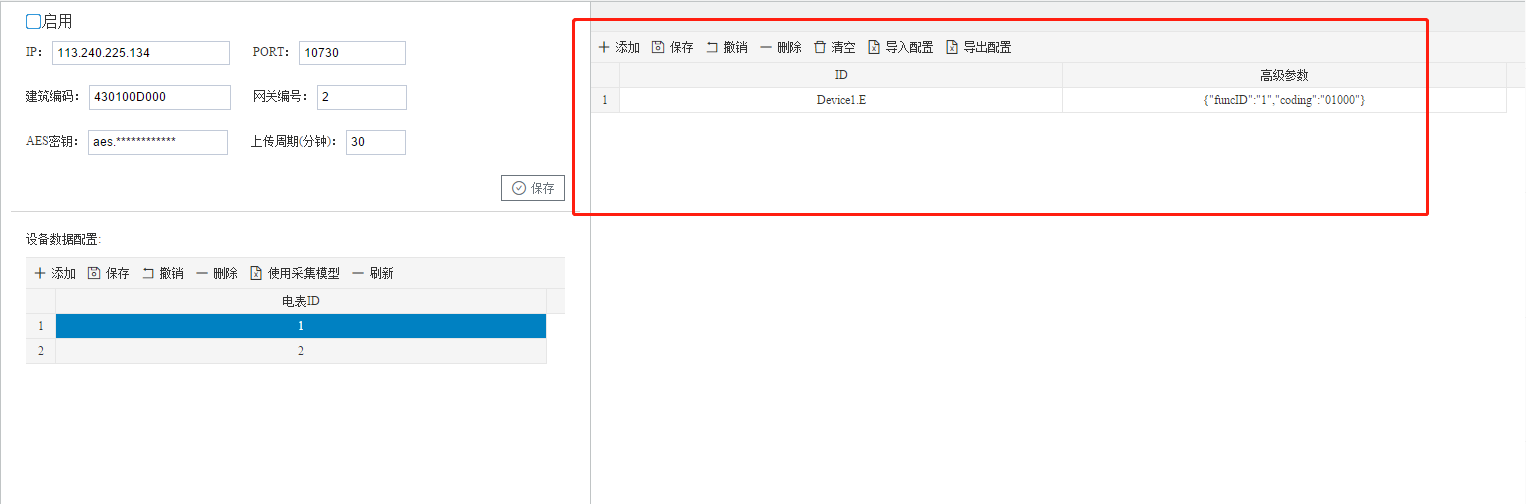 启用
IP: 113.240.225.134 PORT: 10730
建筑编码: 430100D000 网关编号: 2
AES密钥: aes.************ 上传周期(分钟): 30
保存
设备数据配置:
添加 保存 撤销 删除 使用采集模型 刷新
电表ID
1 1
2 2
添加 保存 撤销 删除 清空 导入配置 导出配置
ID 高级参数
1 Device1.E {"funcID":"1","coding":"01000"}